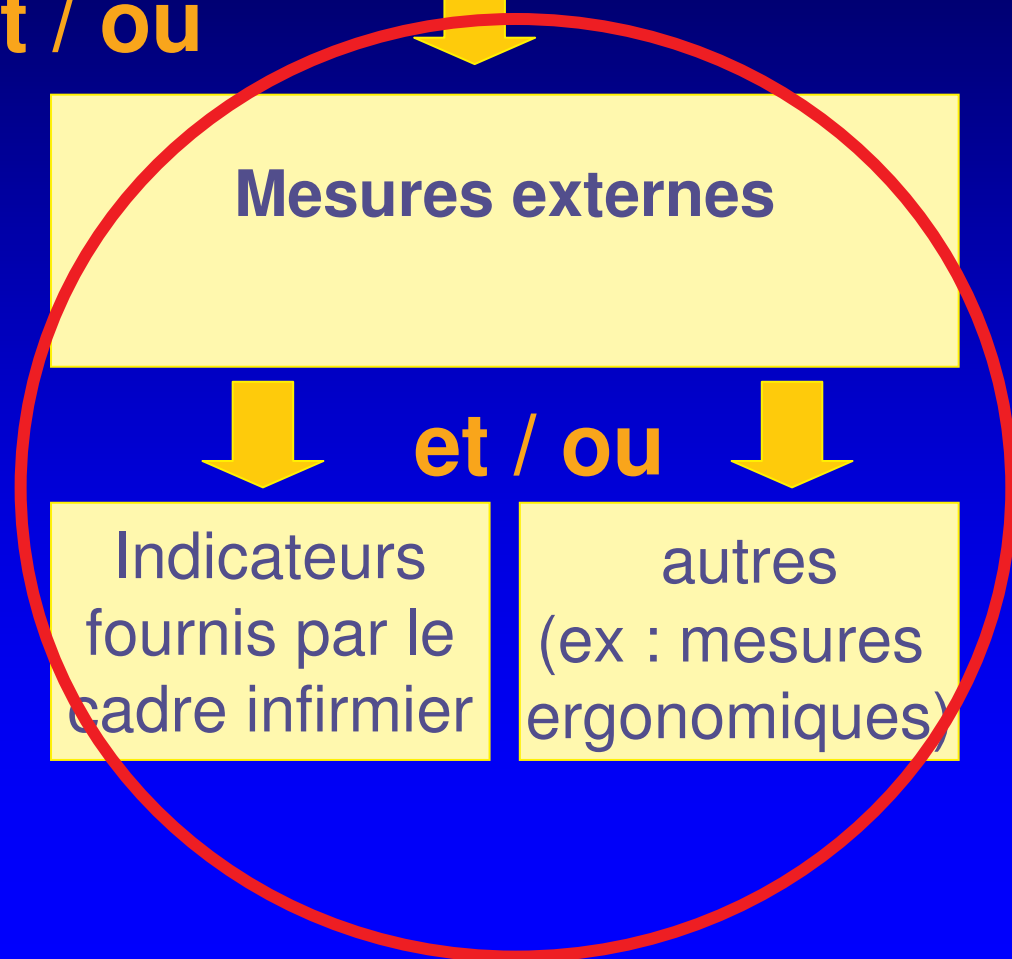 t / ou
Mesures externes
et / ou
Indicateurs
fournis par le
cadre infirmier
autres
(ex : mesures
ergonomiques)